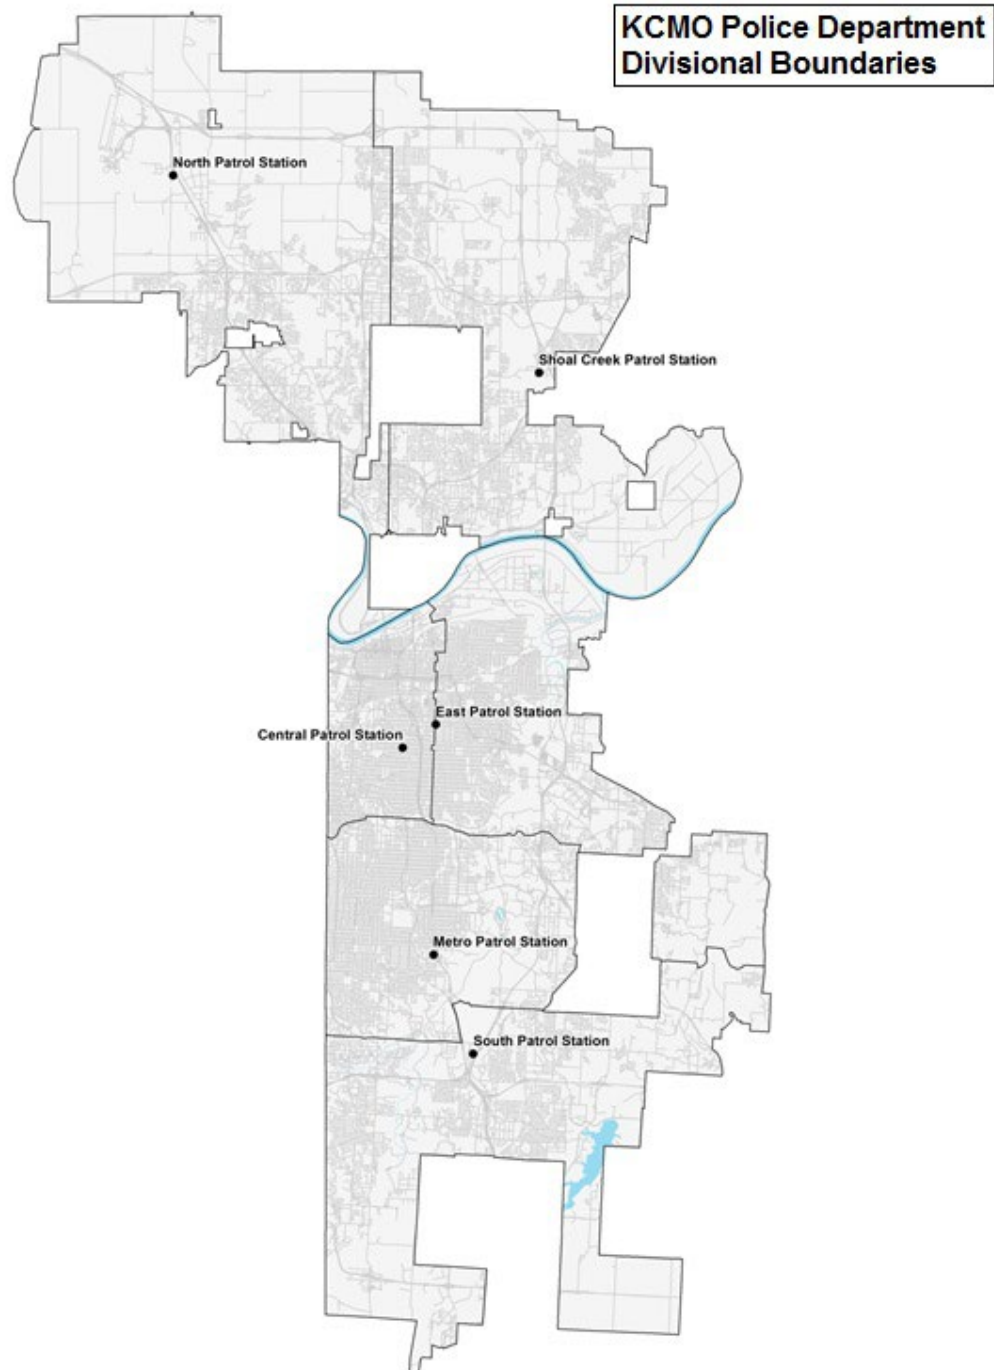 KCMO Police Department
Divisional Boundaries
North Patrol Station
Shoal Creek Patrol Station
East Patrol Station
Central Patrol Station
Metro Patrol Station
South Patrol Station